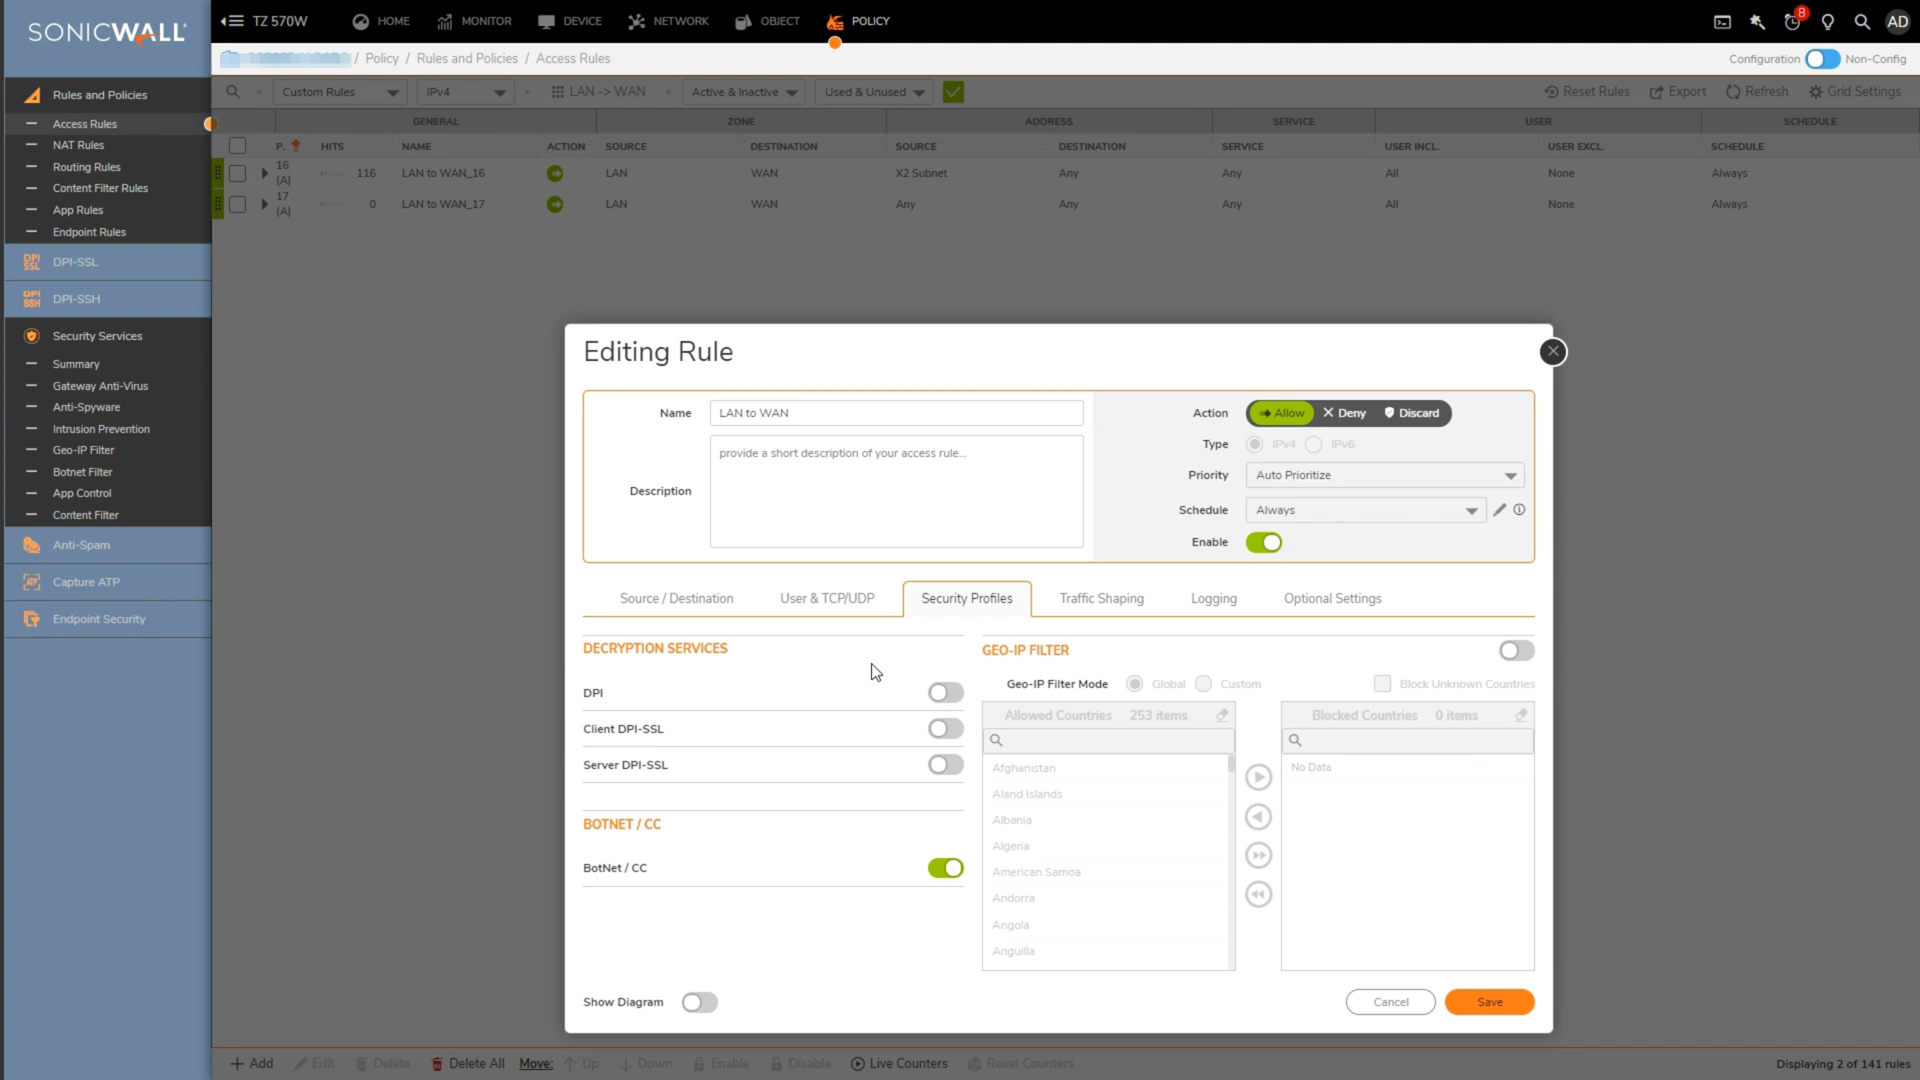 SONICWALL
TZ 570W
HOME
MONITOR
DEVICE
NETWORK
OBJECT
POLICY
8
AD
/ Policy / Rules and Policies / Access Rules
Configuration
Non-Config
Rules and Policies
Access Rules
NAT Rules
Routing Rules
Content Filter Rules
App Rules
Endpoint Rules
DPI SSL DPI-SSL
DPI SSH DPI-SSH
Security Services
Summary
Gateway Anti-Virus
Anti-Spyware
Intrusion Prevention
Geo-IP Filter
Botnet Filter
App Control
Content Filter
Anti-Spam
ATP Capture ATP
Endpoint Security
Custom Rules
IPv4
LAN -> WAN
Active & Inactive
Used & Unused
Reset Rules
Export
Refresh
Grid Settings
GENERAL ZONE ADDRESS SERVICE USER SCHEDULE
P. HITS NAME ACTION SOURCE DESTINATION SOURCE DESTINATION SERVICE USER INCL. USER EXCL. SCHEDULE
16 (A) 116 LAN to WAN_16 LAN WAN X2 Subnet Any Any All None Always
17 (A) 0 LAN to WAN_17 LAN WAN Any Any Any All None Always
Editing Rule
Name LAN to WAN
Description provide a short description of your access rule...
Action Allow Deny Discard
Type IPv4 IPv6
Priority Auto Prioritize
Schedule Always
Enable
Source / Destination
User & TCP/UDP
Security Profiles
Traffic Shaping
Logging
Optional Settings
DECRYPTION SERVICES
DPI
Client DPI-SSL
Server DPI-SSL
BOTNET / CC
BotNet / CC
GEO-IP FILTER
Geo-IP Filter Mode Global Custom
Block Unknown Countries
Allowed Countries 253 items
Afghanistan
Aland Islands
Albania
Algeria
American Samoa
Andorra
Angola
Anguilla
Blocked Countries 0 items
No Data
Show Diagram
Cancel
Save
Add
Edit
Delete
Delete All
Move:
Up
Down
Enable
Disable
Live Counters
Reset Counters
Displaying 2 of 141 rules